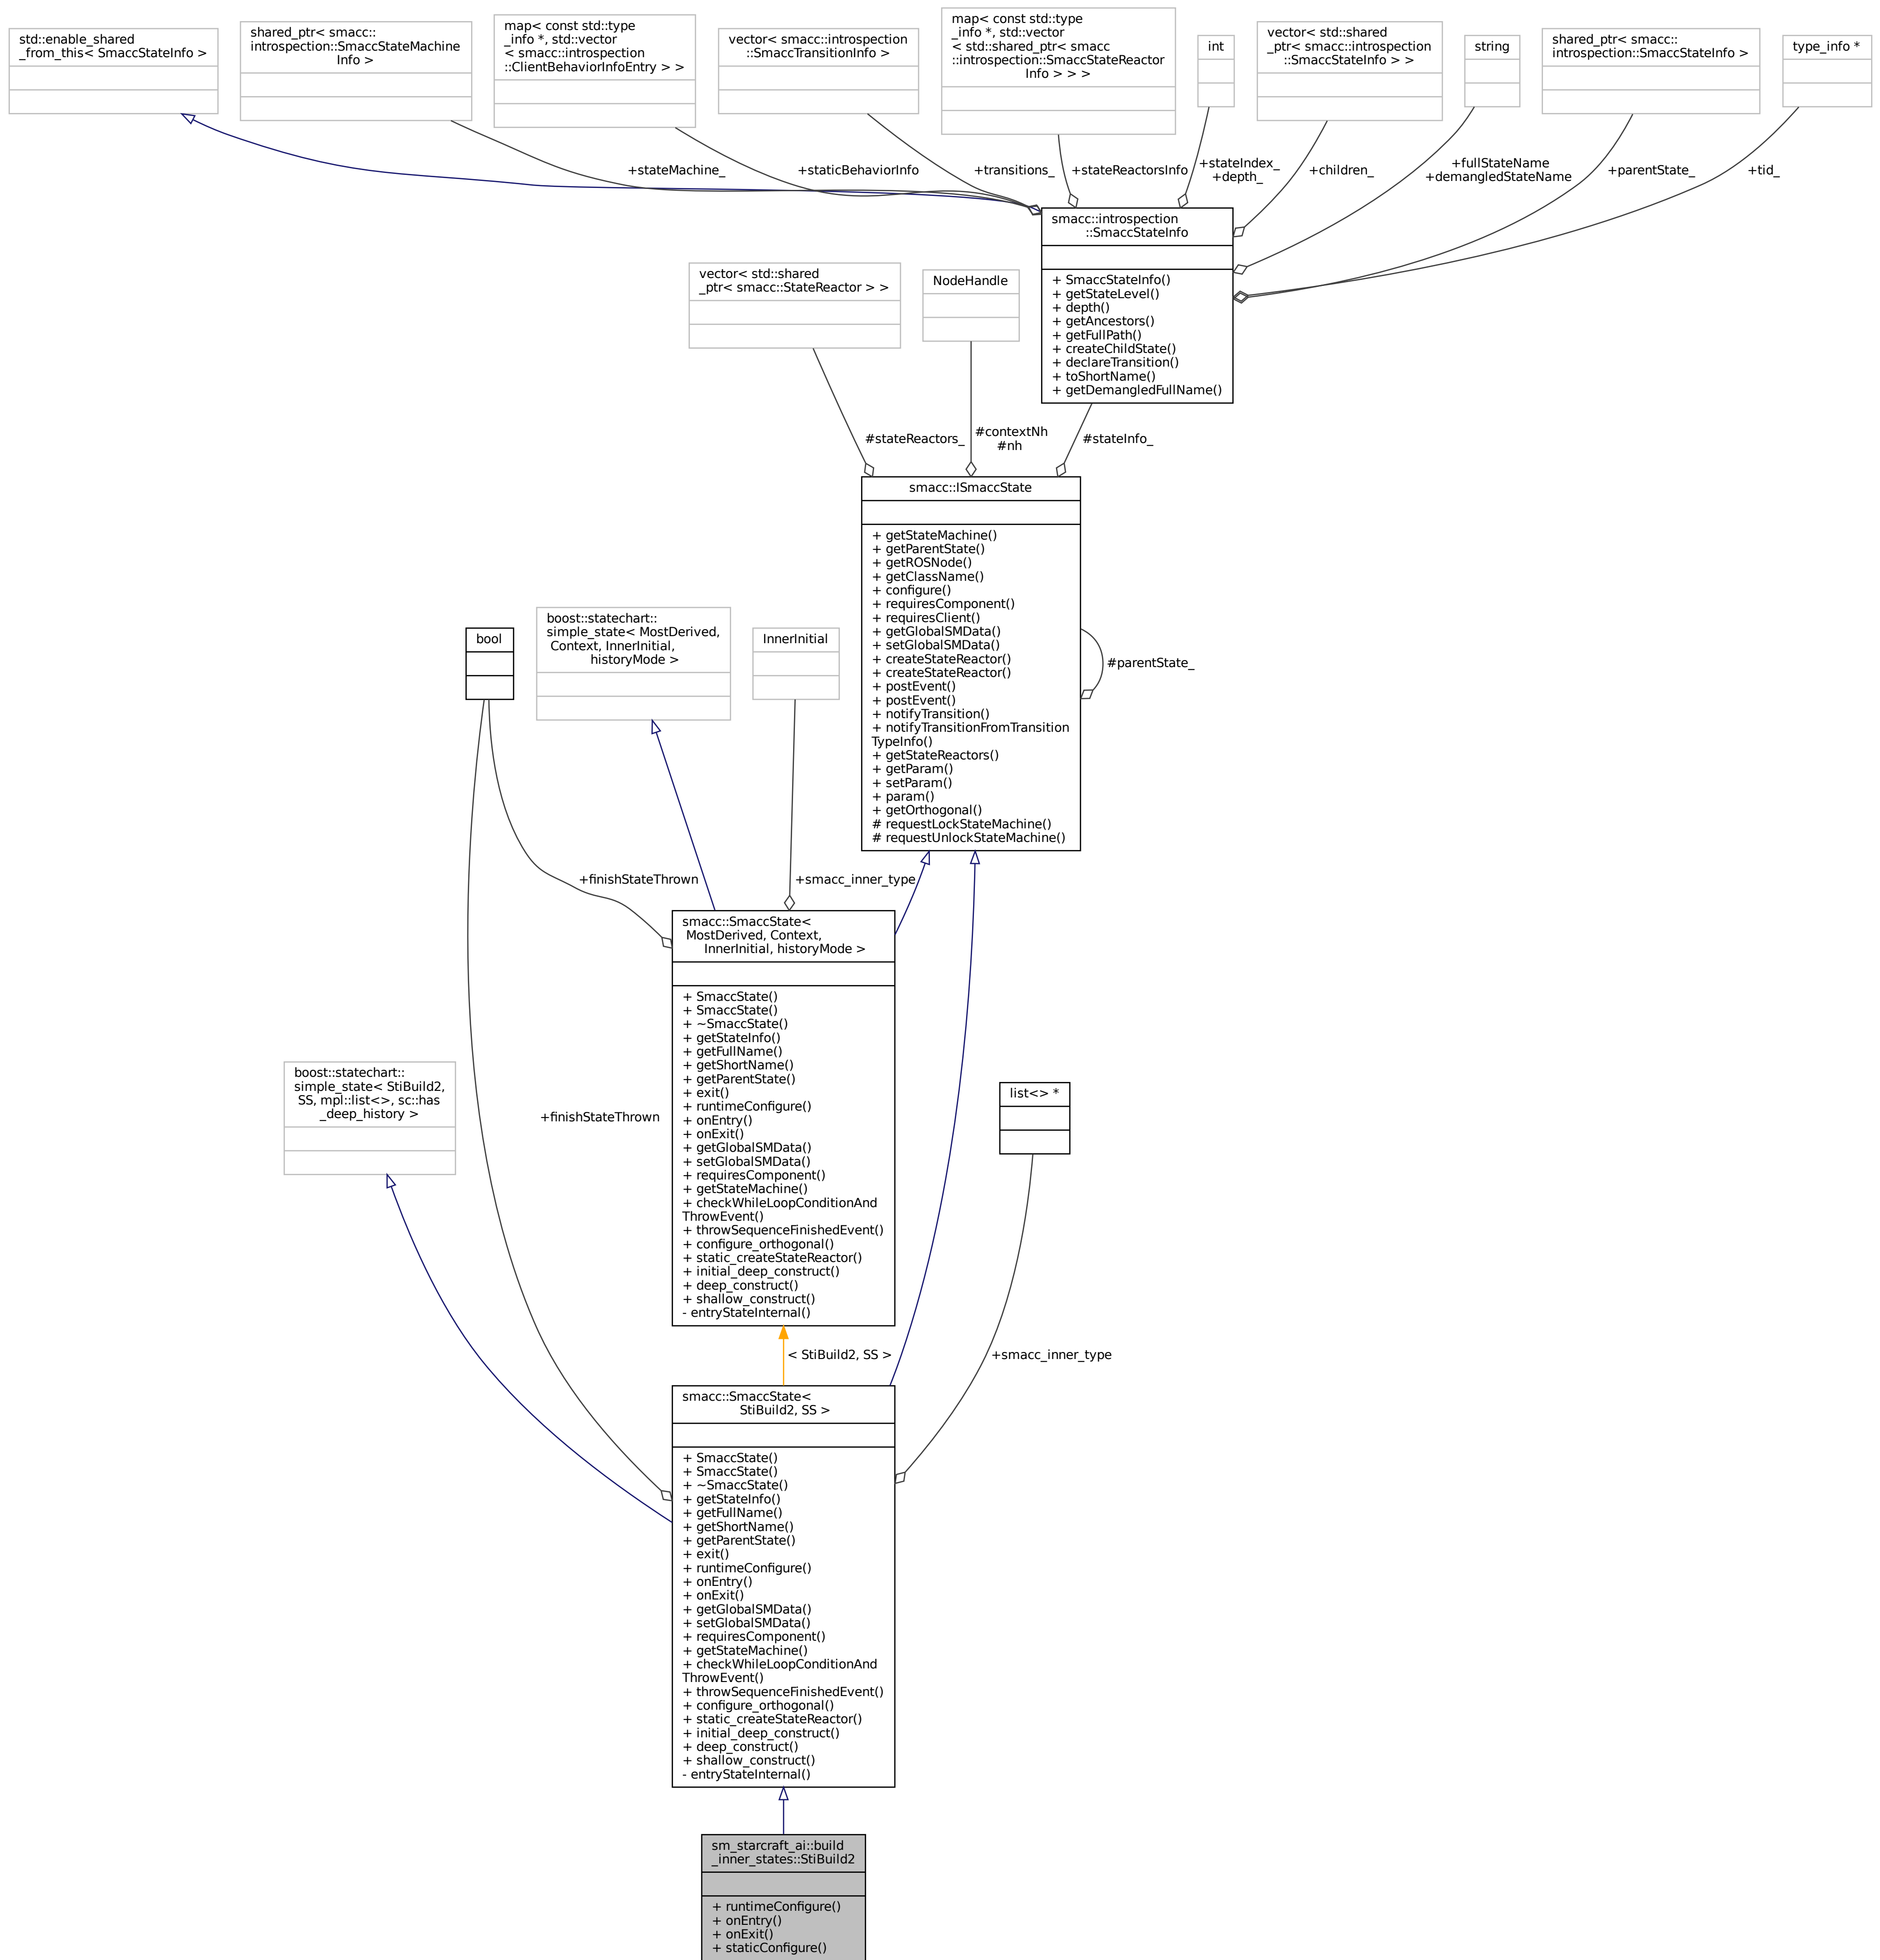 std::enable_shared
_from_this< SmaccStateInfo >
shared_ptr< smacc::
introspection::SmaccStateMachine
Info >
map< const std::type
_info *, std::vector
< smacc::introspection
::ClientBehaviorInfoEntry > >
vector< smacc::introspection
::SmaccTransitionInfo >
map< const std::type
_info *, std::vector
< std::shared_ptr< smacc
::introspection::SmaccStateReactor
Info > > >
int
vector< std::shared
_ptr< smacc::introspection
::SmaccStateInfo > >
string
shared_ptr< smacc::
introspection::SmaccStateInfo >
type_info *
+stateMachine_
+staticBehaviorInfo
+transitions_
+stateReactorsInfo
+stateIndex_
+depth_
+children_
+fullStateName
+demangledStateName
+parentState_
+tid_
smacc::introspection
::SmaccStateInfo
+ SmaccStateInfo()
+ getStateLevel()
+ depth()
+ getAncestors()
+ getFullPath()
+ createChildState()
+ declareTransition()
+ toShortName()
+ getDemangledFullName()
vector< std::shared
_ptr< smacc::StateReactor > >
NodeHandle
#stateReactors_
#contextNh
#nh
#stateInfo_
smacc::ISmaccState
+ getStateMachine()
+ getParentState()
+ getROSNode()
+ getClassName()
+ configure()
+ requiresComponent()
+ requiresClient()
+ getGlobalSMData()
+ setGlobalSMData()
+ createStateReactor()
+ createStateReactor()
+ postEvent()
+ postEvent()
+ notifyTransition()
+ notifyTransitionFromTransition
TypeInfo()
+ getStateReactors()
+ getParam()
+ setParam()
+ param()
+ getOrthogonal()
# requestLockStateMachine()
# requestUnlockStateMachine()
#parentState_
bool
boost::statechart::
simple_state< MostDerived,
Context, InnerInitial,
historyMode >
InnerInitial
+finishStateThrown
+smacc_inner_type
smacc::SmaccState<
MostDerived, Context,
InnerInitial, historyMode >
+ SmaccState()
+ SmaccState()
+ ~SmaccState()
+ getStateInfo()
+ getFullName()
+ getShortName()
+ getParentState()
+ exit()
+ runtimeConfigure()
+ onEntry()
+ onExit()
+ getGlobalSMData()
+ setGlobalSMData()
+ requiresComponent()
+ getStateMachine()
+ checkWhileLoopConditionAnd
ThrowEvent()
+ throwSequenceFinishedEvent()
+ configure_orthogonal()
+ static_createStateReactor()
+ initial_deep_construct()
+ deep_construct()
+ shallow_construct()
- entryStateInternal()
boost::statechart::
simple_state< StiBuild2,
SS, mpl::list<>, sc::has
_deep_history >
+finishStateThrown
list<> *
< StiBuild2, SS >
+smacc_inner_type
smacc::SmaccState<
StiBuild2, SS >
+ SmaccState()
+ SmaccState()
+ ~SmaccState()
+ getStateInfo()
+ getFullName()
+ getShortName()
+ getParentState()
+ exit()
+ runtimeConfigure()
+ onEntry()
+ onExit()
+ getGlobalSMData()
+ setGlobalSMData()
+ requiresComponent()
+ getStateMachine()
+ checkWhileLoopConditionAnd
ThrowEvent()
+ throwSequenceFinishedEvent()
+ configure_orthogonal()
+ static_createStateReactor()
+ initial_deep_construct()
+ deep_construct()
+ shallow_construct()
- entryStateInternal()
sm_starcraft_ai::build
_inner_states::StiBuild2
+ runtimeConfigure()
+ onEntry()
+ onExit()
+ staticConfigure()